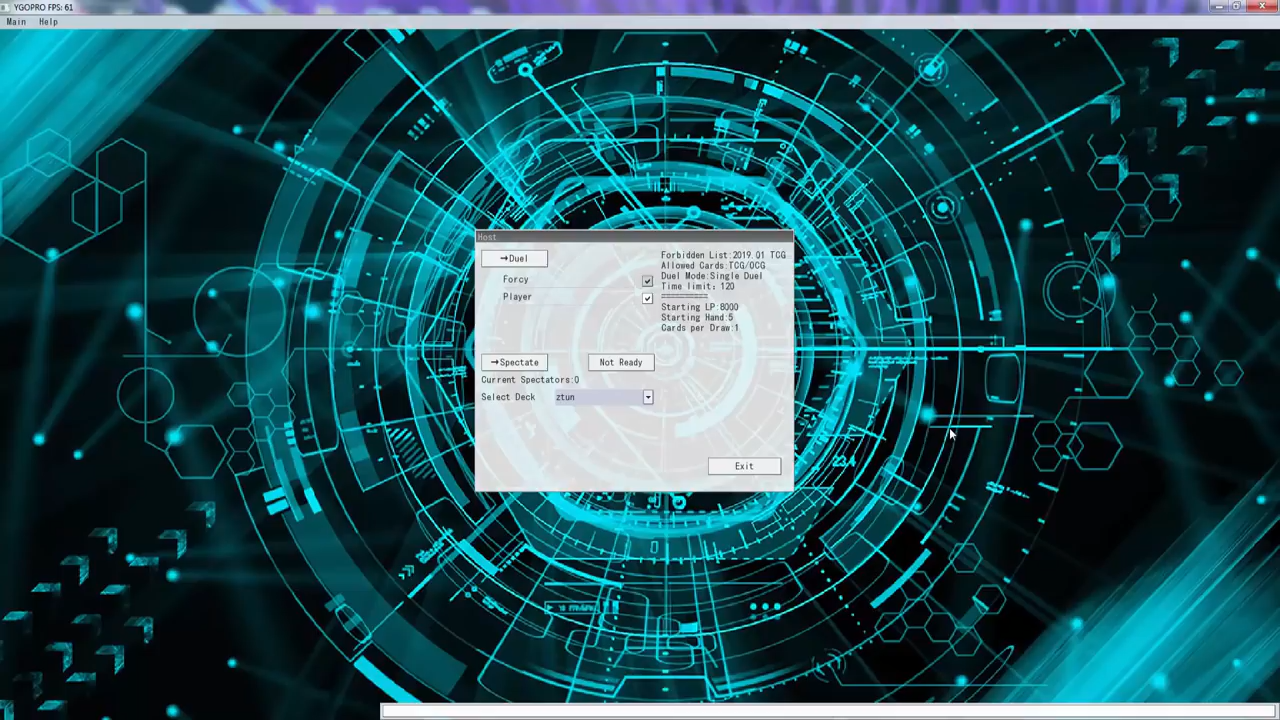 YGOPRO FPS: 61
Main Help
Host
→Duel
Forcy
Player
Forbidden List:2019.01 TCG
Allowed Cards:TCG/OCG
Duel Mode:Single Duel
Time limit: 120
==========
Starting LP:8000
Starting Hand:5
Cards per Draw:1
→Spectate
Not Ready
Current Spectators:0
Select Deck ztun
Exit
234